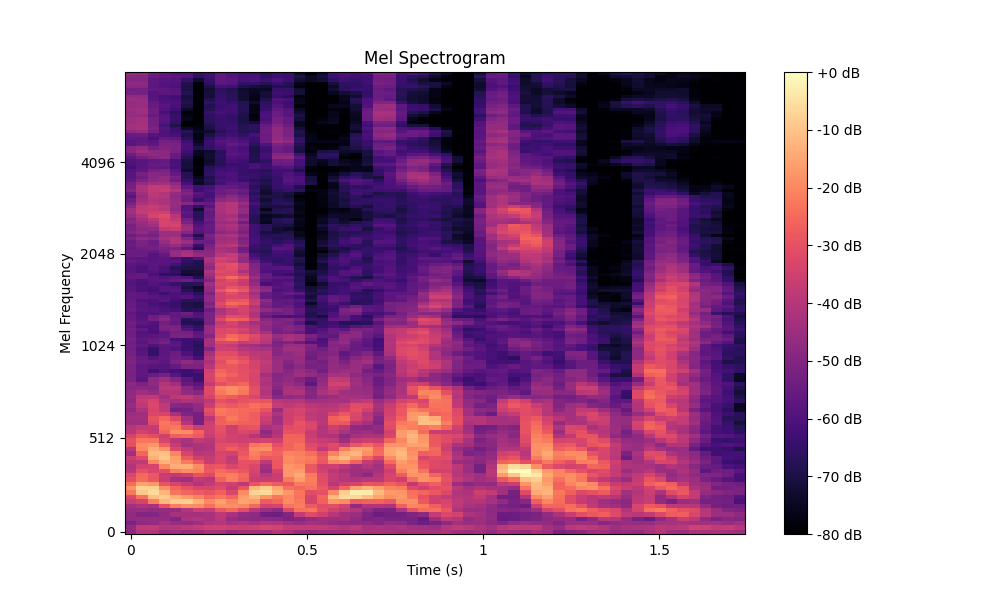 Mel Spectrogram
+0 dB
-10 dB
-20 dB
-30 dB
-40 dB
-50 dB
-60 dB
-70 dB
-80 dB
Mel Frequency
4096
2048
1024
512
0
0
0.5
1
1.5
Time (s)